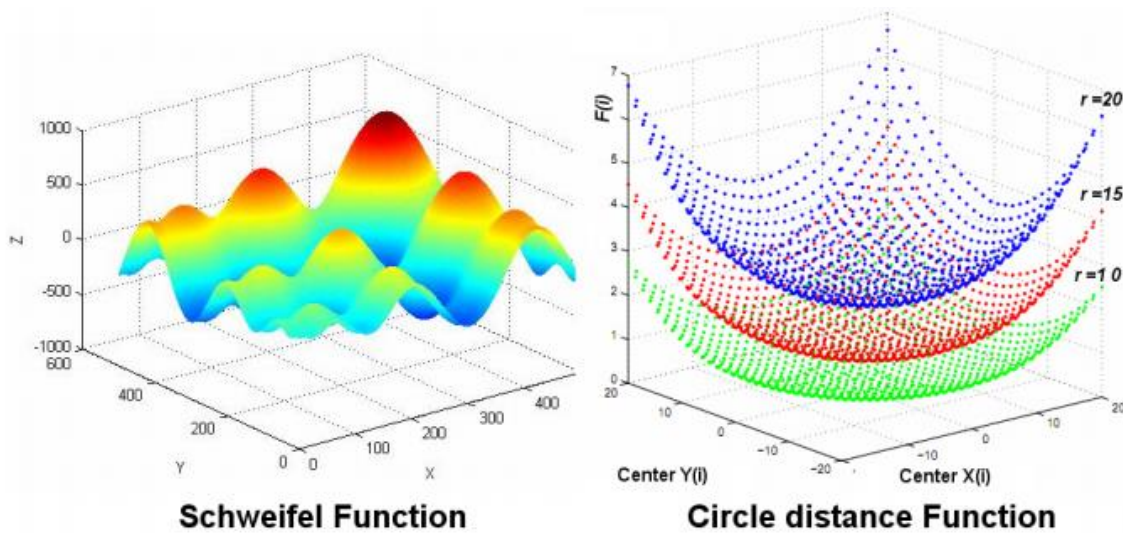 1000
500
0
-500
-1000
Z
600
400
200
0
Y
0
100
200
300
400
X
Schweifel Function
7
6
5
4
3
2
1
0
F(i)
r =20
r =15
r =1 0
20
10
0
-10
-20
Center Y(i)
-10
0
10
20
Center X(i)
Circle distance Function